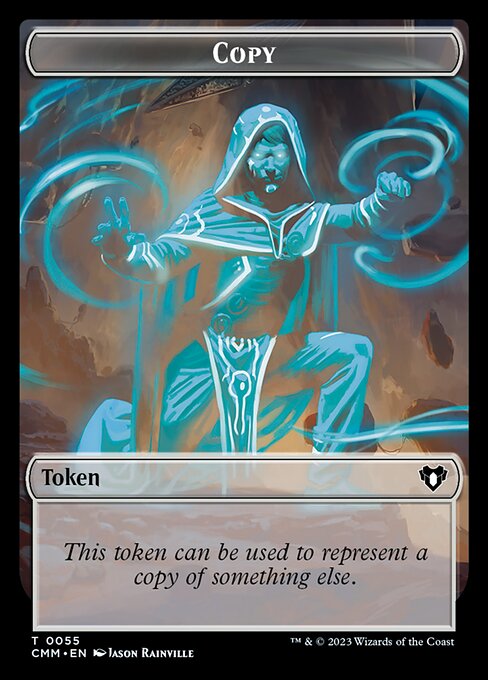 Copy
Token
This token can be used to represent a
copy of something else.
T 0055
CMM • EN Jason Rainville
™ & © 2023 Wizards of the Coast